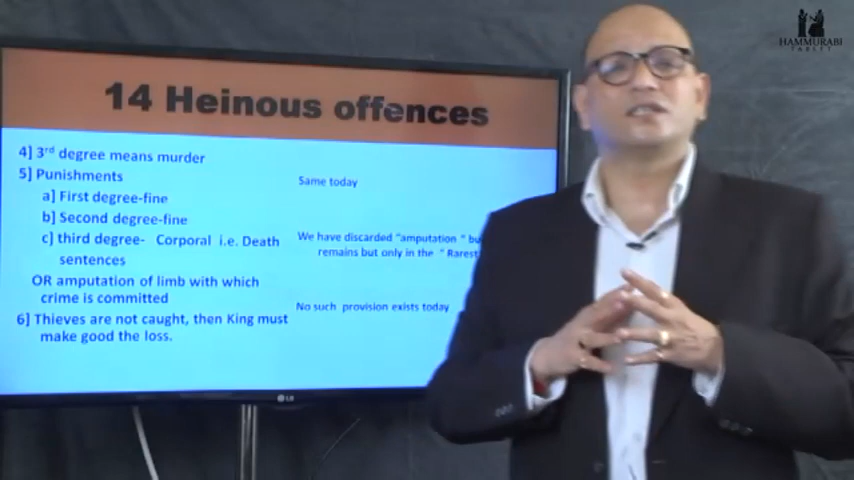 HAMMURABI
TABLET
14 Heinous offences
4] 3rd degree means murder
5] Punishments
Same today
a] First degree-fine
b] Second degree-fine
c] third degree- Corporal i.e. Death
sentences
We have discarded "amputation " bu
remains but only in the " Rarest
OR amputation of limb with which
crime is committed
No such provision exists today
6] Thieves are not caught, then King must
make good the loss.
LG